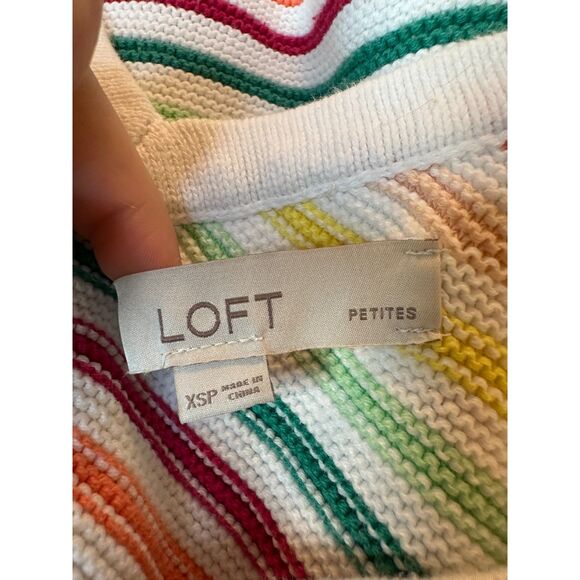 LOFT PETITES
XSP MADE IN
CHINA